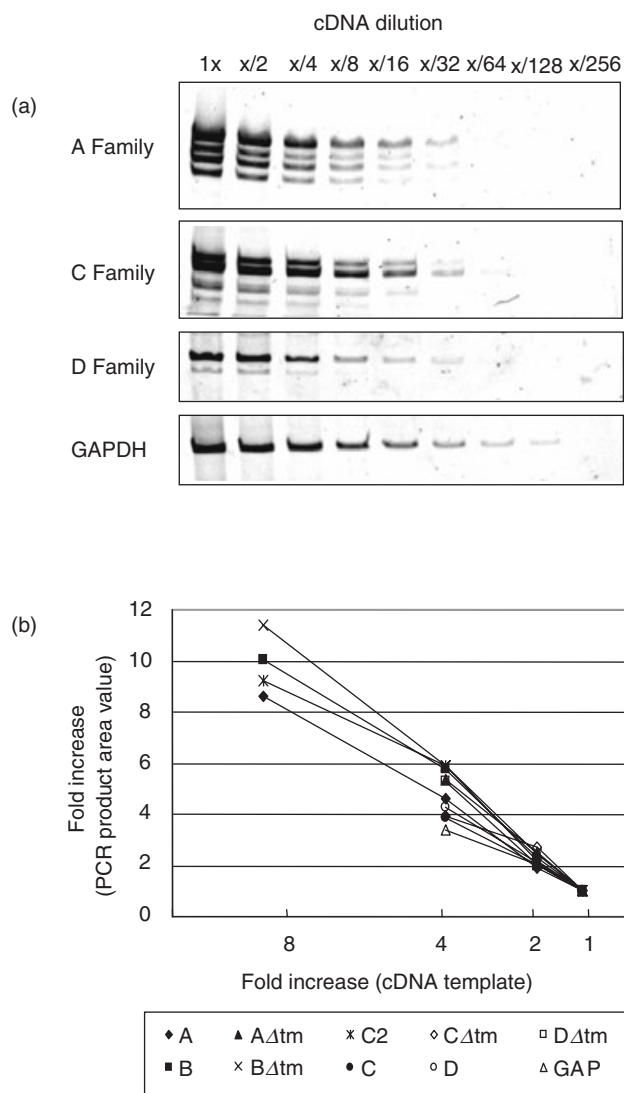 cDNA dilution
1x x/2 x/4 x/8 x/16 x/32 x/64 x/128 x/256
(a)
A Family
C Family
D Family
GAPDH
(b)
Fold increase
(PCR product area value)
12
10
8
6
4
2
0
8 4 2 1
Fold increase (cDNA template)
A AΔtm C2 CΔtm DΔtm
B BΔtm C D GAP